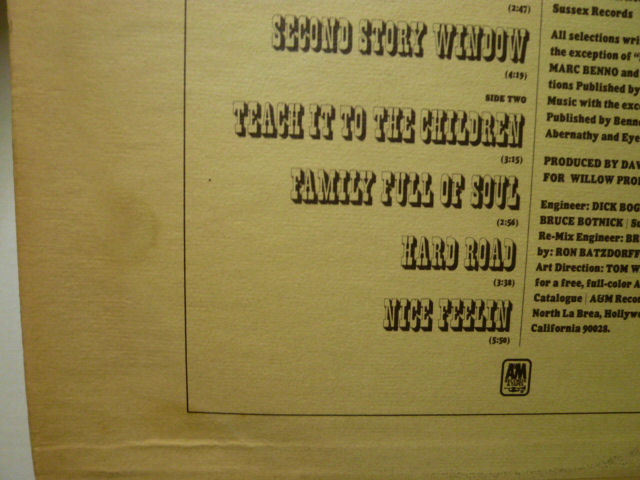 (2:47)
SECOND STORY WINDOW
(4:19)
SIDE TWO
TEACH IT TO THE CHILDREN
(3:15)
FAMILY FULL OF SOUL
(2:56)
HARD ROAD
(3:38)
NICE FEELIN
(5:50)
A&M
Sussex Records
All selections wri
the exception of "
MARC BENNO and
tions Published by
Music with the exce
Published by Benn
Abernathy and Eye
PRODUCED BY DAV
FOR WILLOW PRO
Engineer: DICK BOG
BRUCE BOTNICK | Su
Re-Mix Engineer: BR
by: RON BATZDORFF
Art Direction: TOM W
for a free, full-color A
Catalogue | A&M Reco
North La Brea, Hollyw
California 90028.